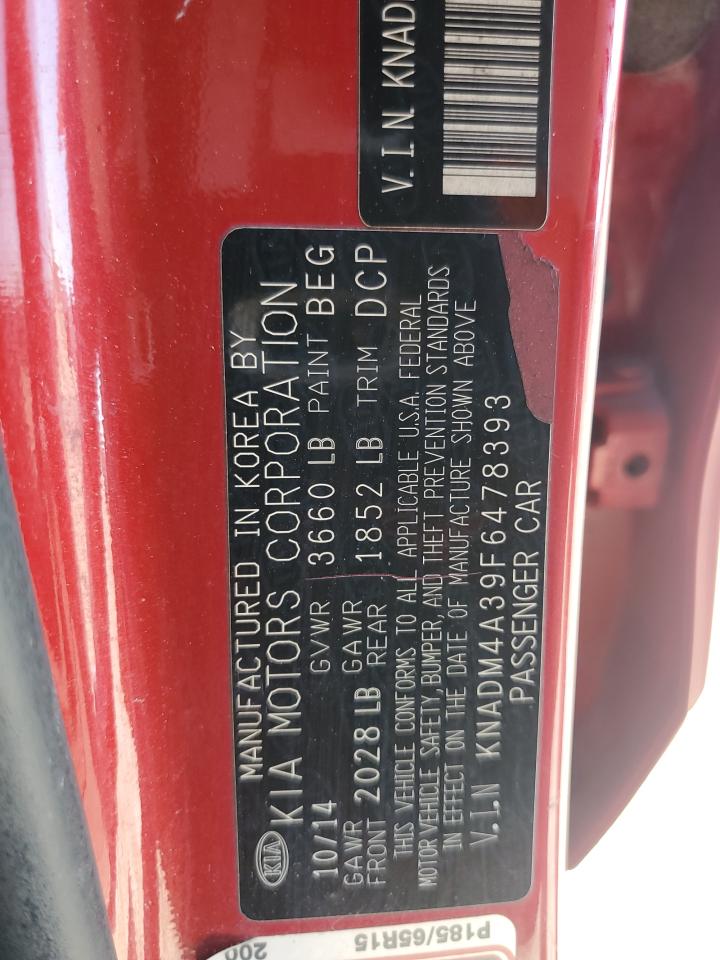 KIA
MANUFACTURED IN KOREA BY
KIA MOTORS CORPORATION
10/14 GVWR 3660 LB PAINT BEG
GAWR FRONT 2028 LB GAWR REAR 1852 LB TRIM DCP
THIS VEHICLE CONFORMS TO ALL APPLICABLE U.S.A. FEDERAL
MOTOR VEHICLE SAFETY, BUMPER, AND THEFT PREVENTION STANDARDS
IN EFFECT ON THE DATE OF MANUFACTURE SHOWN ABOVE
V.I.N KNADM4A39F6478393
PASSENGER CAR
V.I.N. KNAD
P185/65R15
200